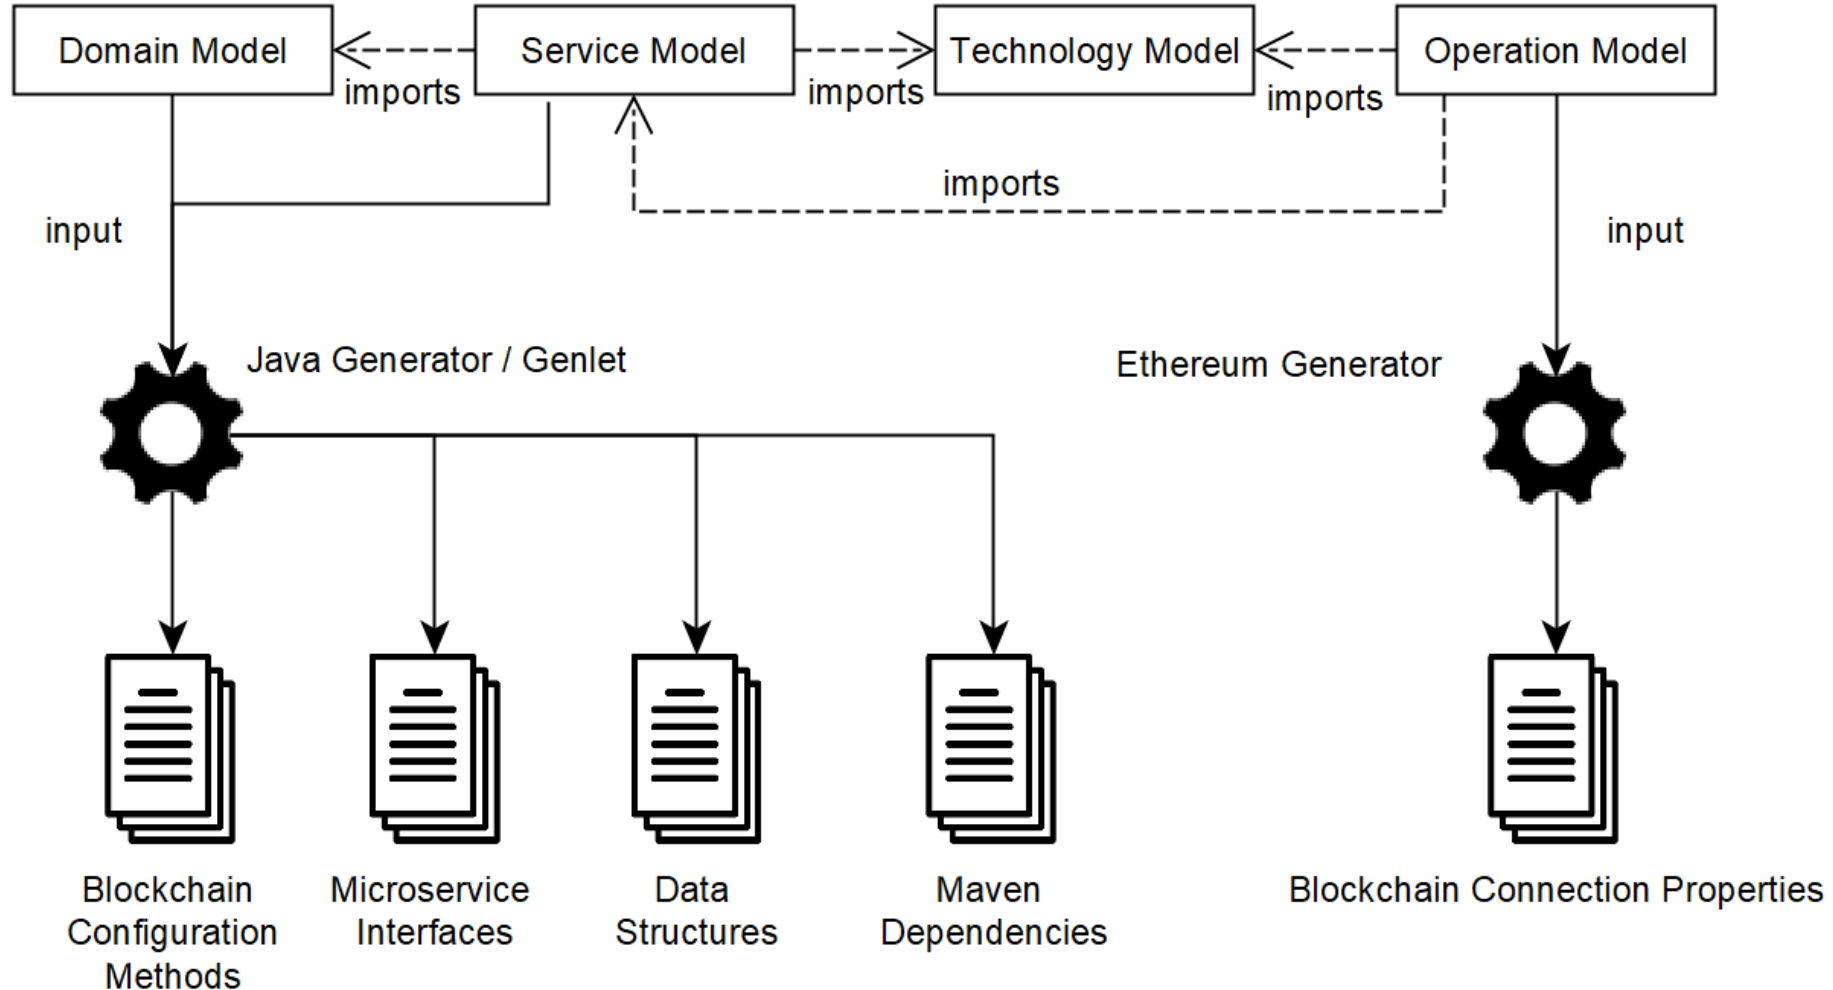 Domain Model
Service Model
Technology Model
Operation Model
imports
imports
imports
imports
input
input
Java Generator / Genlet
Ethereum Generator
Blockchain
Configuration
Methods
Microservice
Interfaces
Data
Structures
Maven
Dependencies
Blockchain Connection Properties